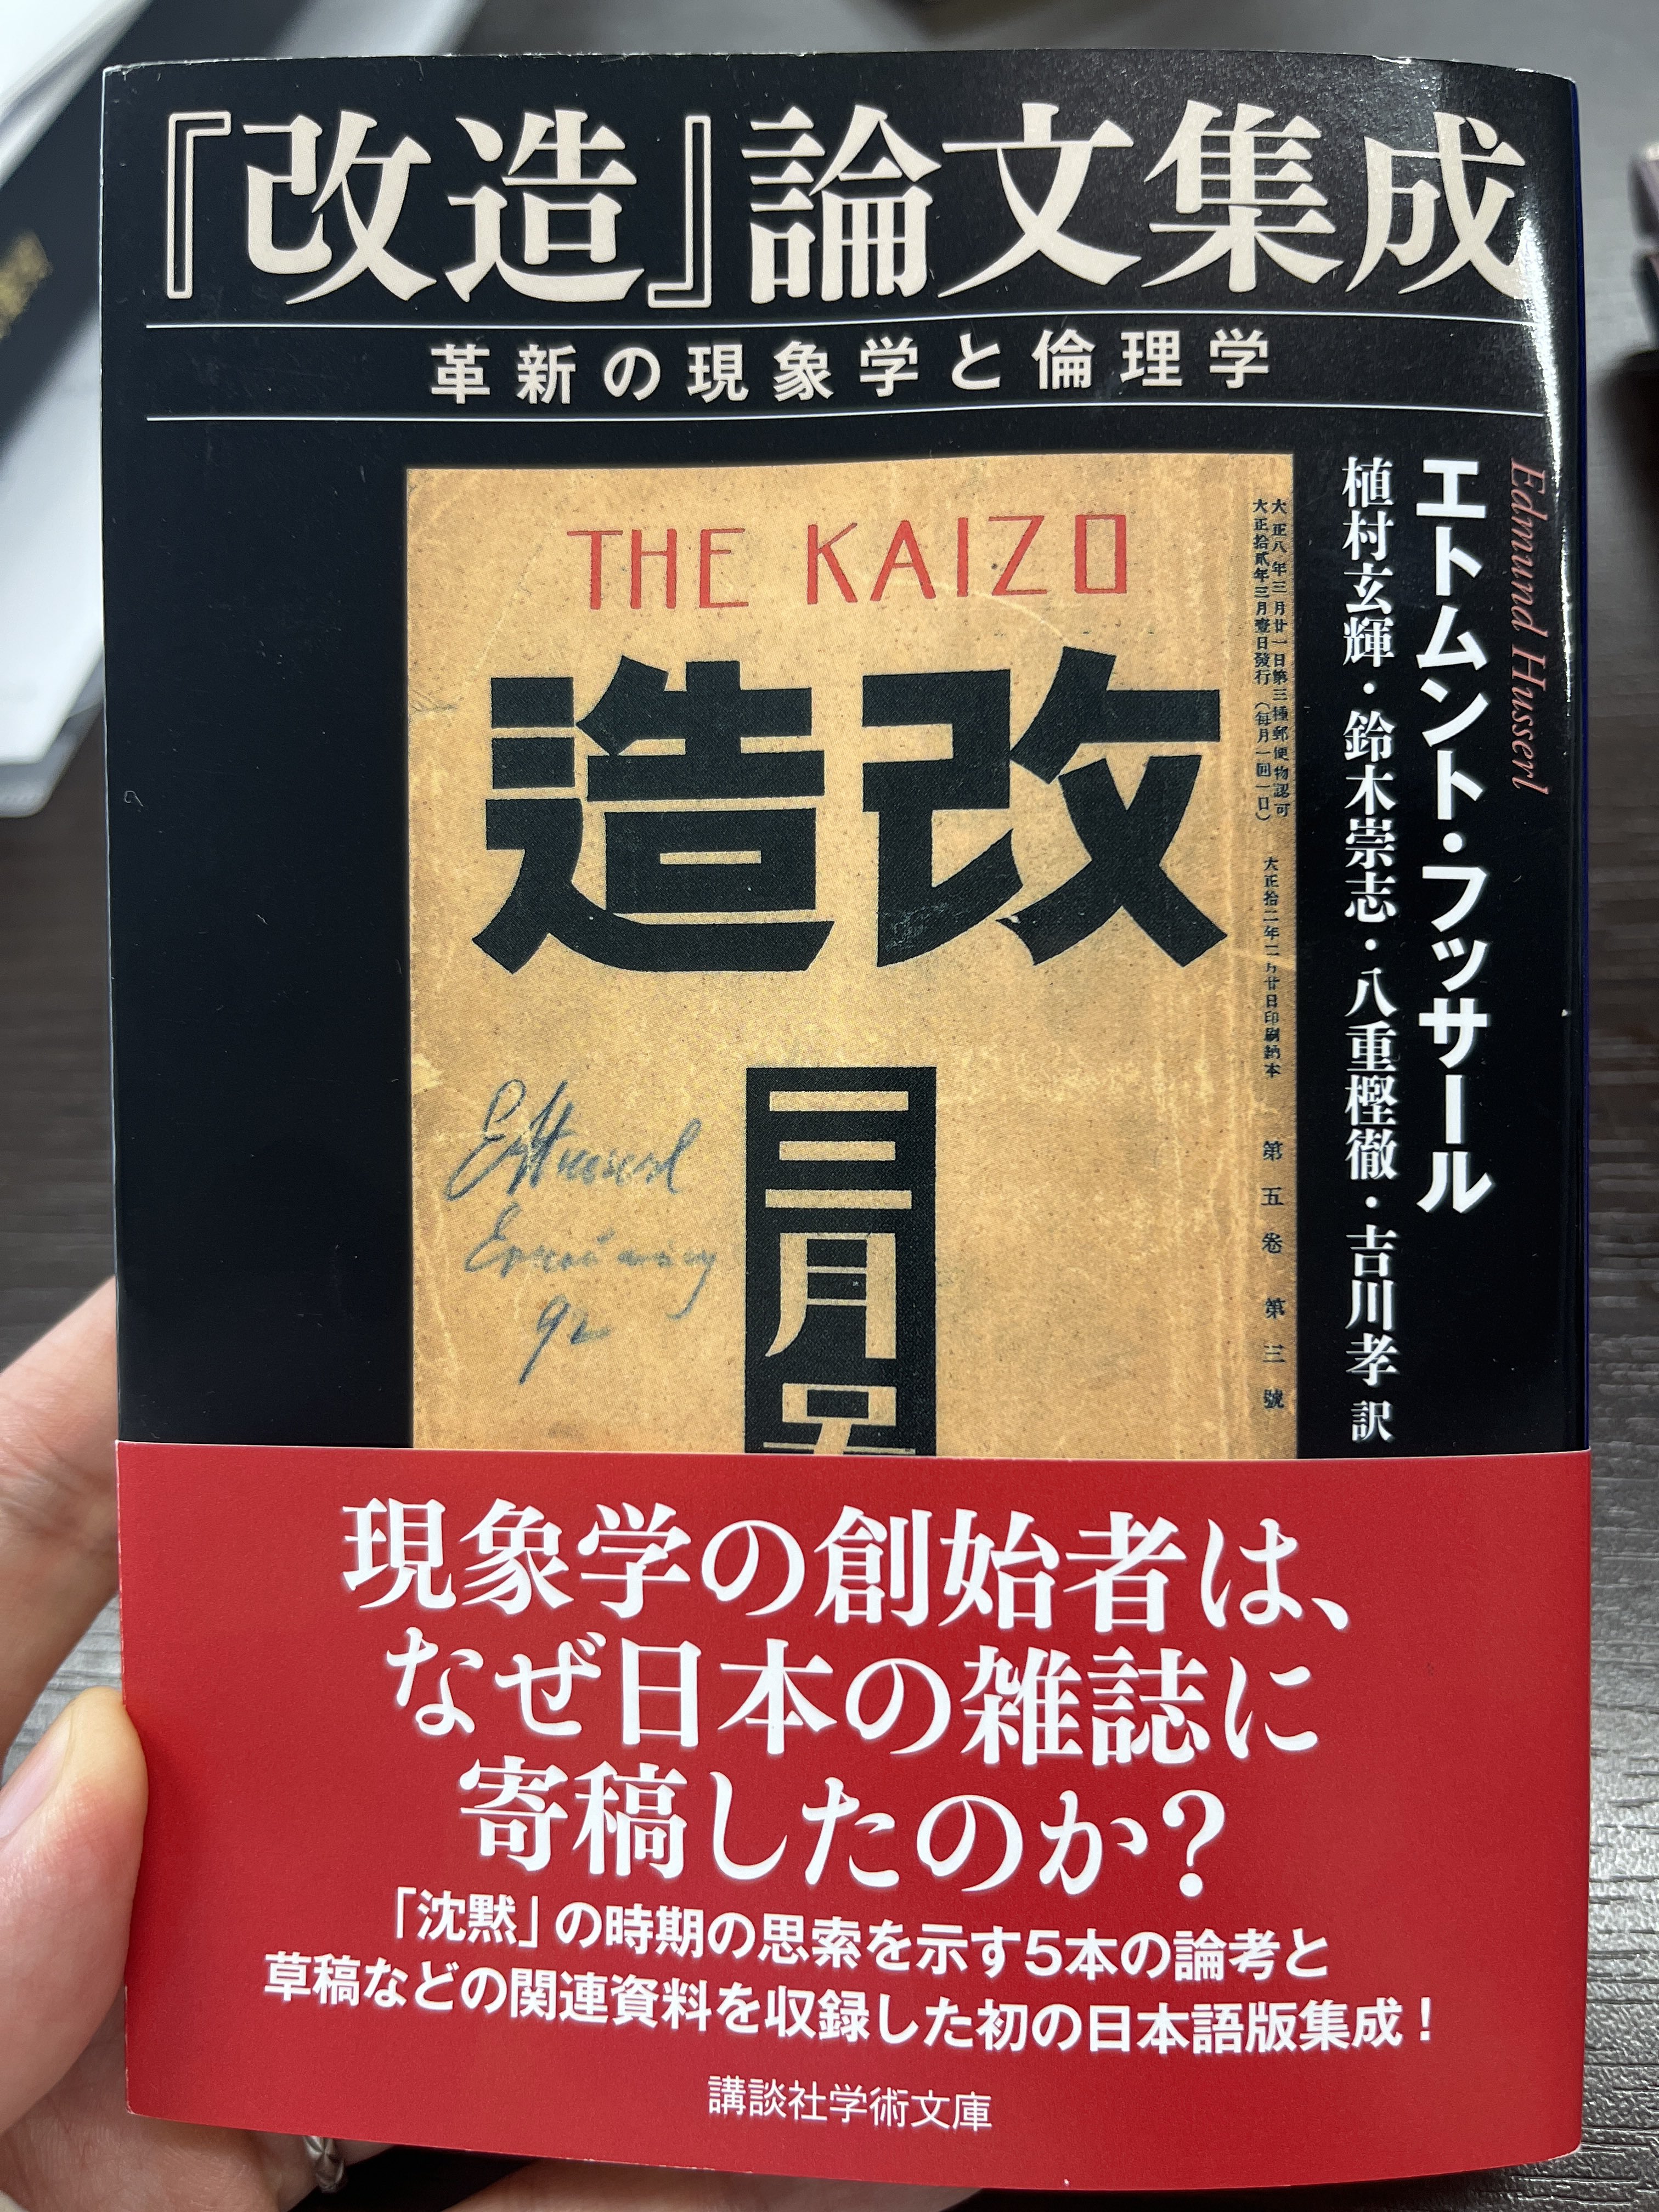 『改造』論文集成
革新の現象学と倫理学
Edmund Husserl
エトムント・フッサール
植村玄輝・鈴木崇志・八重樫徹・吉川孝 訳
THE KAIZO
造改
三月号
大正八年三月廿一日第三種郵便物認可
大正拾貳年三月壹日發行(每月一回一日)
大正拾二年二月廿日印刷納本
第五卷 第三號
現象学の創始者は、
なぜ日本の雑誌に
寄稿したのか?
「沈黙」の時期の思索を示す5本の論考と
草稿などの関連資料を収録した初の日本語版集成!
講談社学術文庫